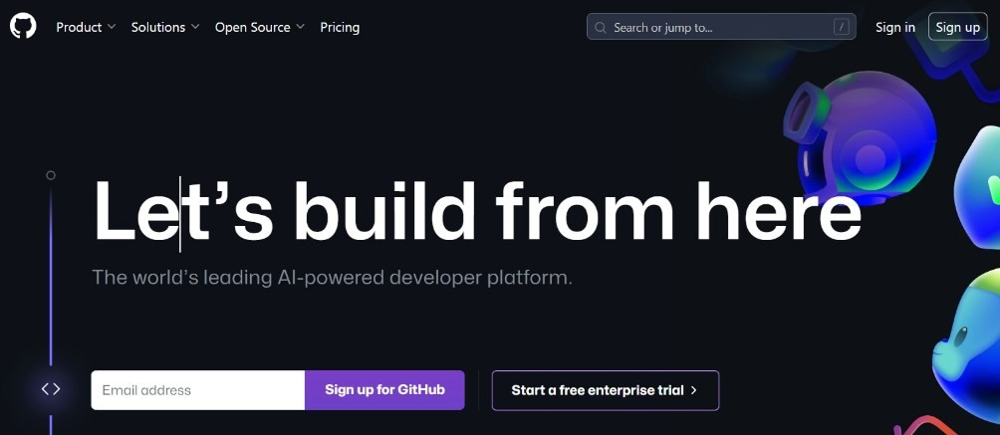 Product Solutions Open Source Pricing Search or jump to... / Sign in Sign up
Let’s build from here
The world’s leading AI-powered developer platform.
<> Email address Sign up for GitHub Start a free enterprise trial >